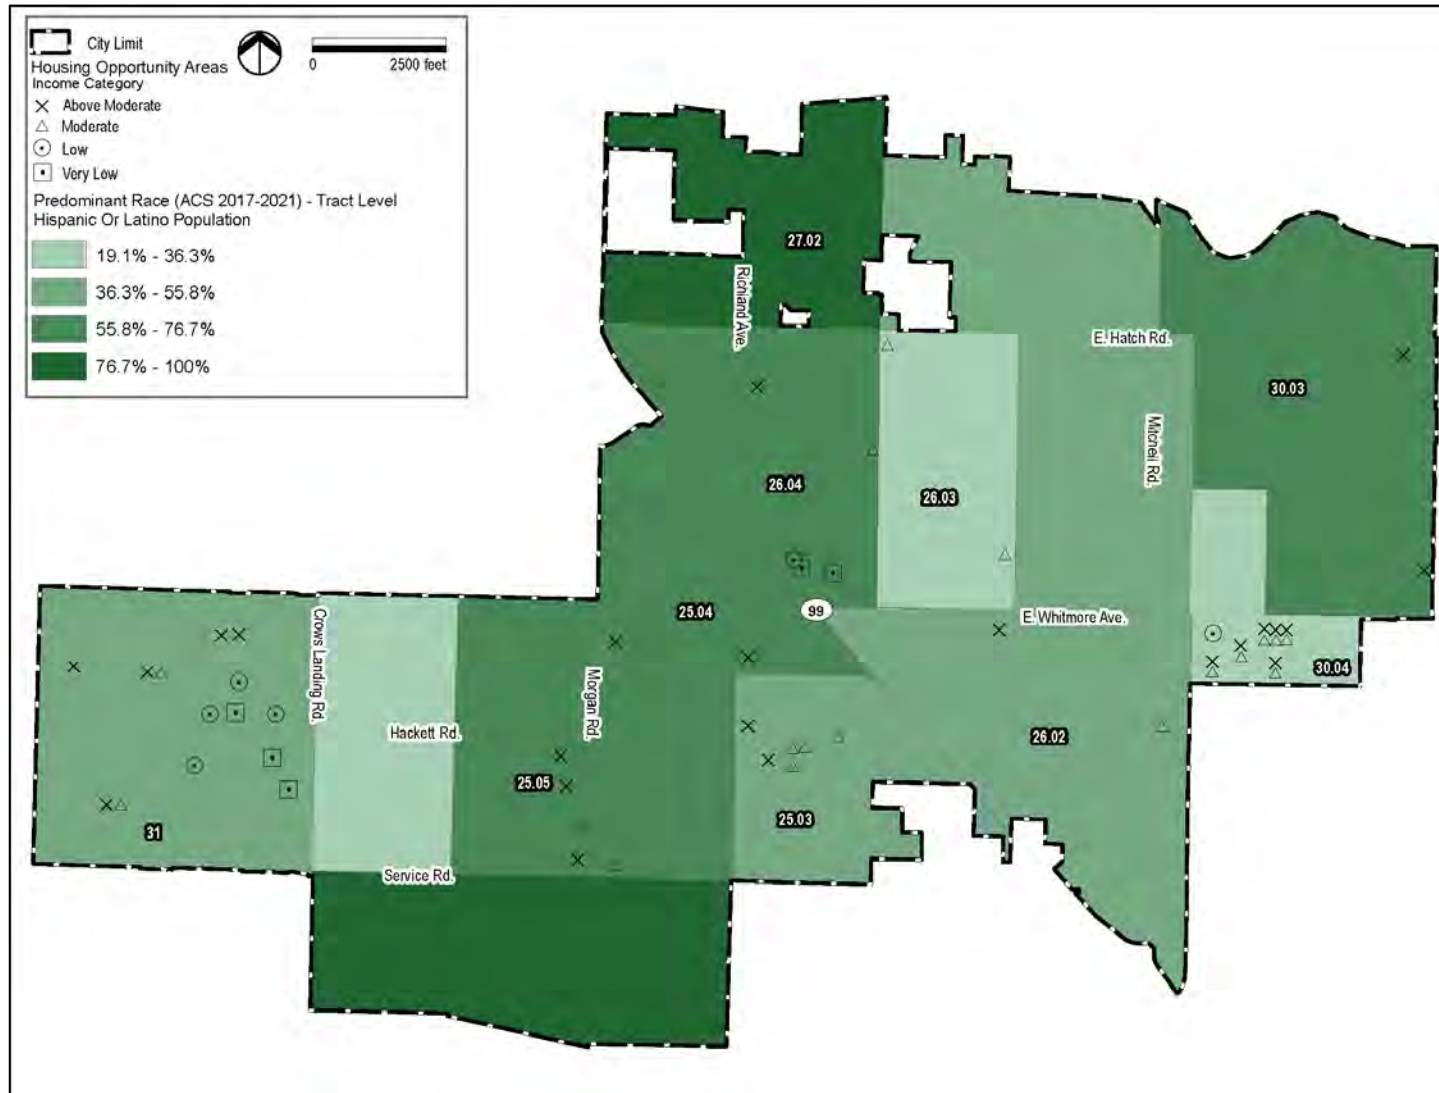 City Limit
0 2500 feet
Housing Opportunity Areas
Income Category
Above Moderate
Moderate
Low
Very Low
Predominant Race (ACS 2017-2021) - Tract Level
Hispanic Or Latino Population
19.1% - 36.3%
36.3% - 55.8%
55.8% - 76.7%
76.7% - 100%
27.02
Richland Ave.
E. Hatch Rd.
30.03
Mitchell Rd.
26.04
26.03
99
25.04
E. Whitmore Ave.
30.04
Crows Landing Rd.
Morgan Rd.
Hackett Rd.
26.02
25.05
25.03
31
Service Rd.